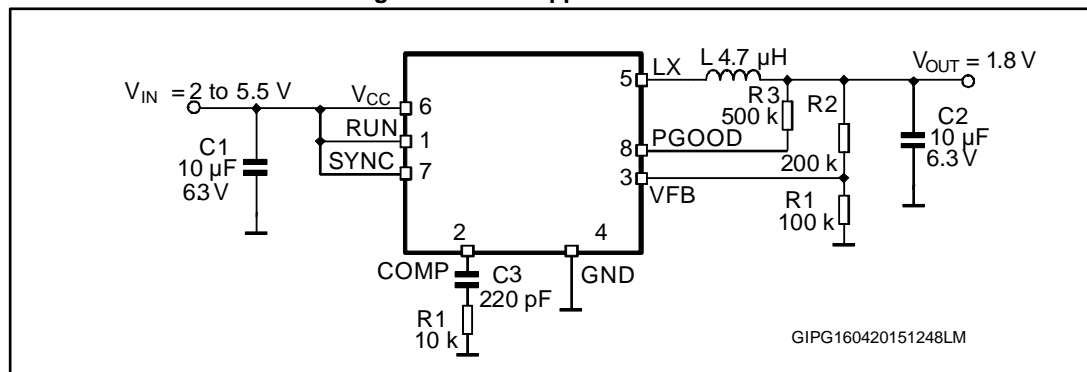 V_IN = 2 to 5.5 V
C1
10 µF
6.3 V
V_CC
RUN
SYNC
6
1
7
5
8
3
2
4
LX
PGOOD
VFB
COMP
GND
L 4.7 µH
R3
500 k
R2
200 k
R1
100 k
V_OUT = 1.8 V
C2
10 µF
6.3 V
C3
220 pF
R1
10 k
GIPG160420151248LM